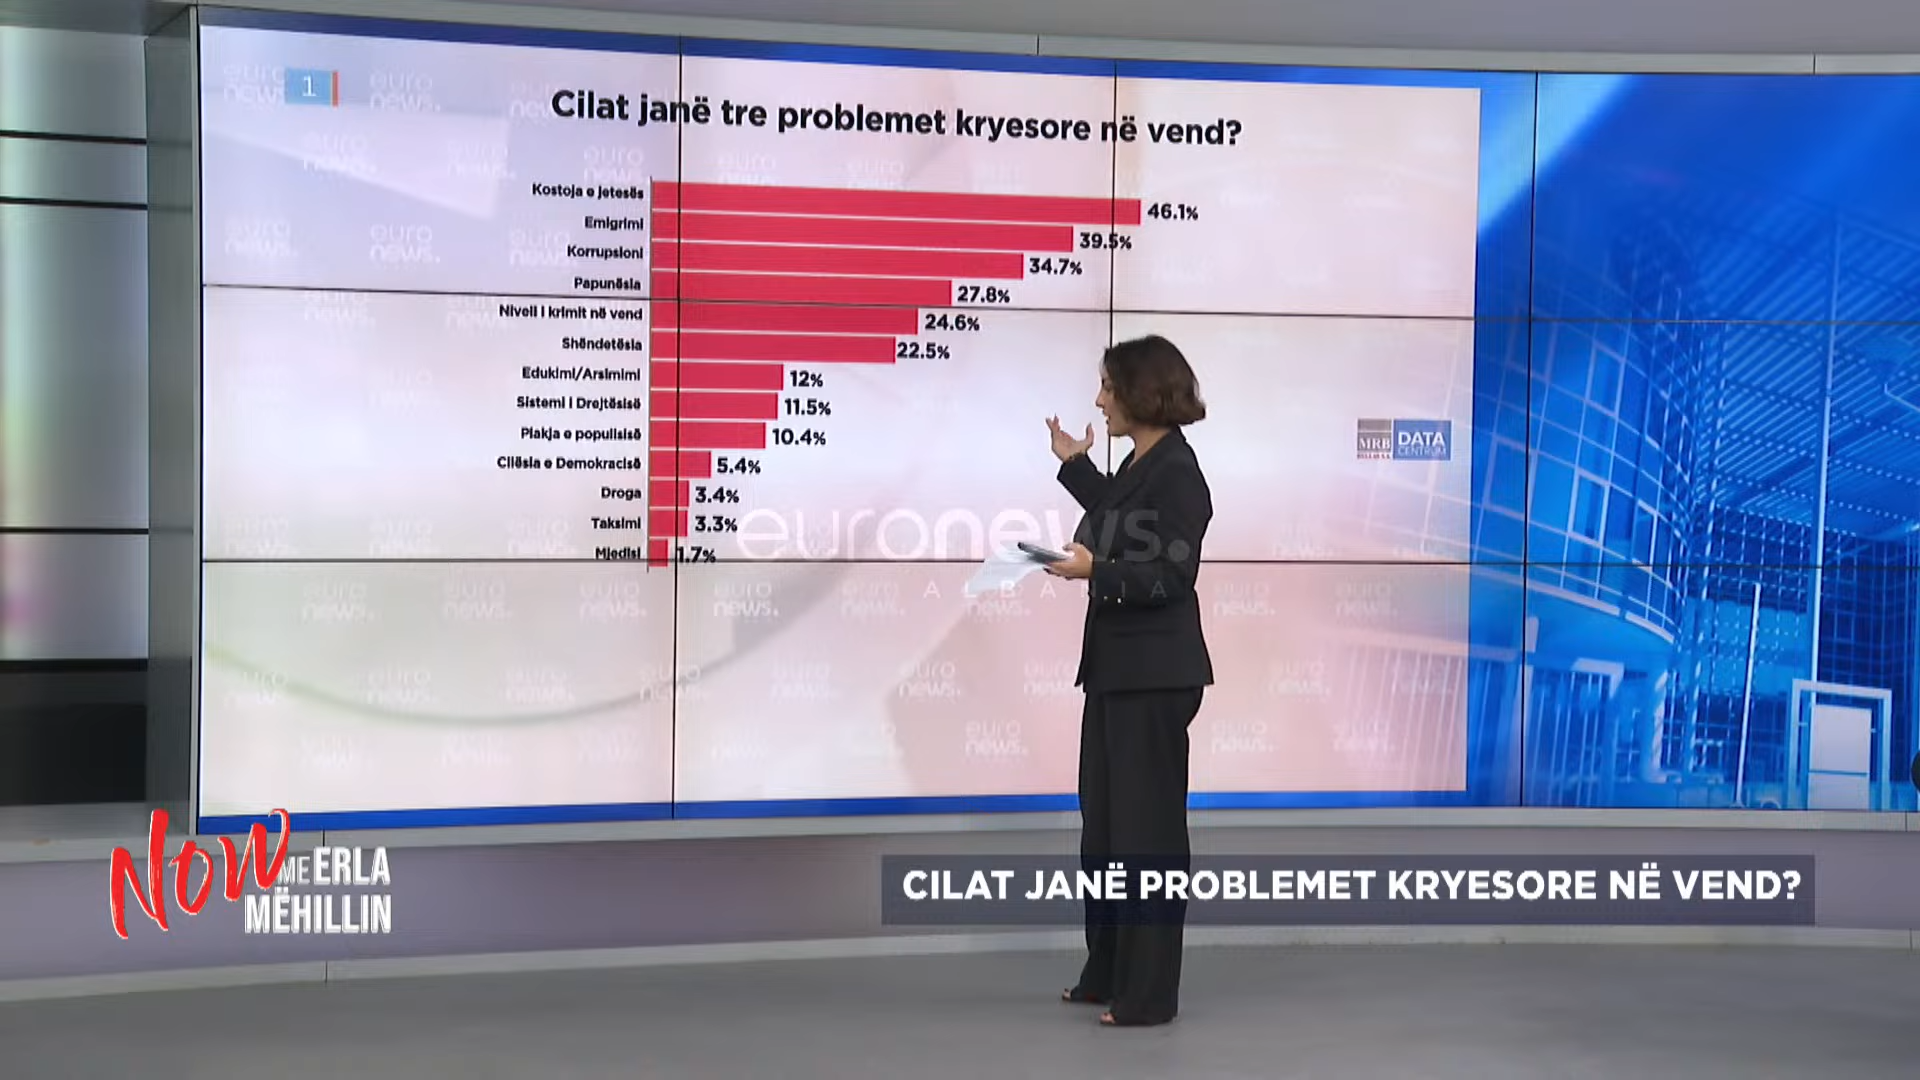 1
Cilat janë tre problemet kryesore në vend?
Kostoja e jetesës 46.1%
Emigrimi 39.5%
Korrupsioni 34.7%
Papunësia 27.8%
Niveli i krimit në vend 24.6%
Shëndetësia 22.5%
Edukimi/Arsimimi 12%
Sistemi i Drejtësisë 11.5%
Plakja e popullsisë 10.4%
Cilësia e Demokracisë 5.4%
Droga 3.4%
Taksimi 3.3%
Mjedisi 1.7%
MRB
DATA
CENTRUM
euronews.
ALBANIA
NOW
ME ERLA
MËHILLIN
CILAT JANË PROBLEMET KRYESORE NË VEND?